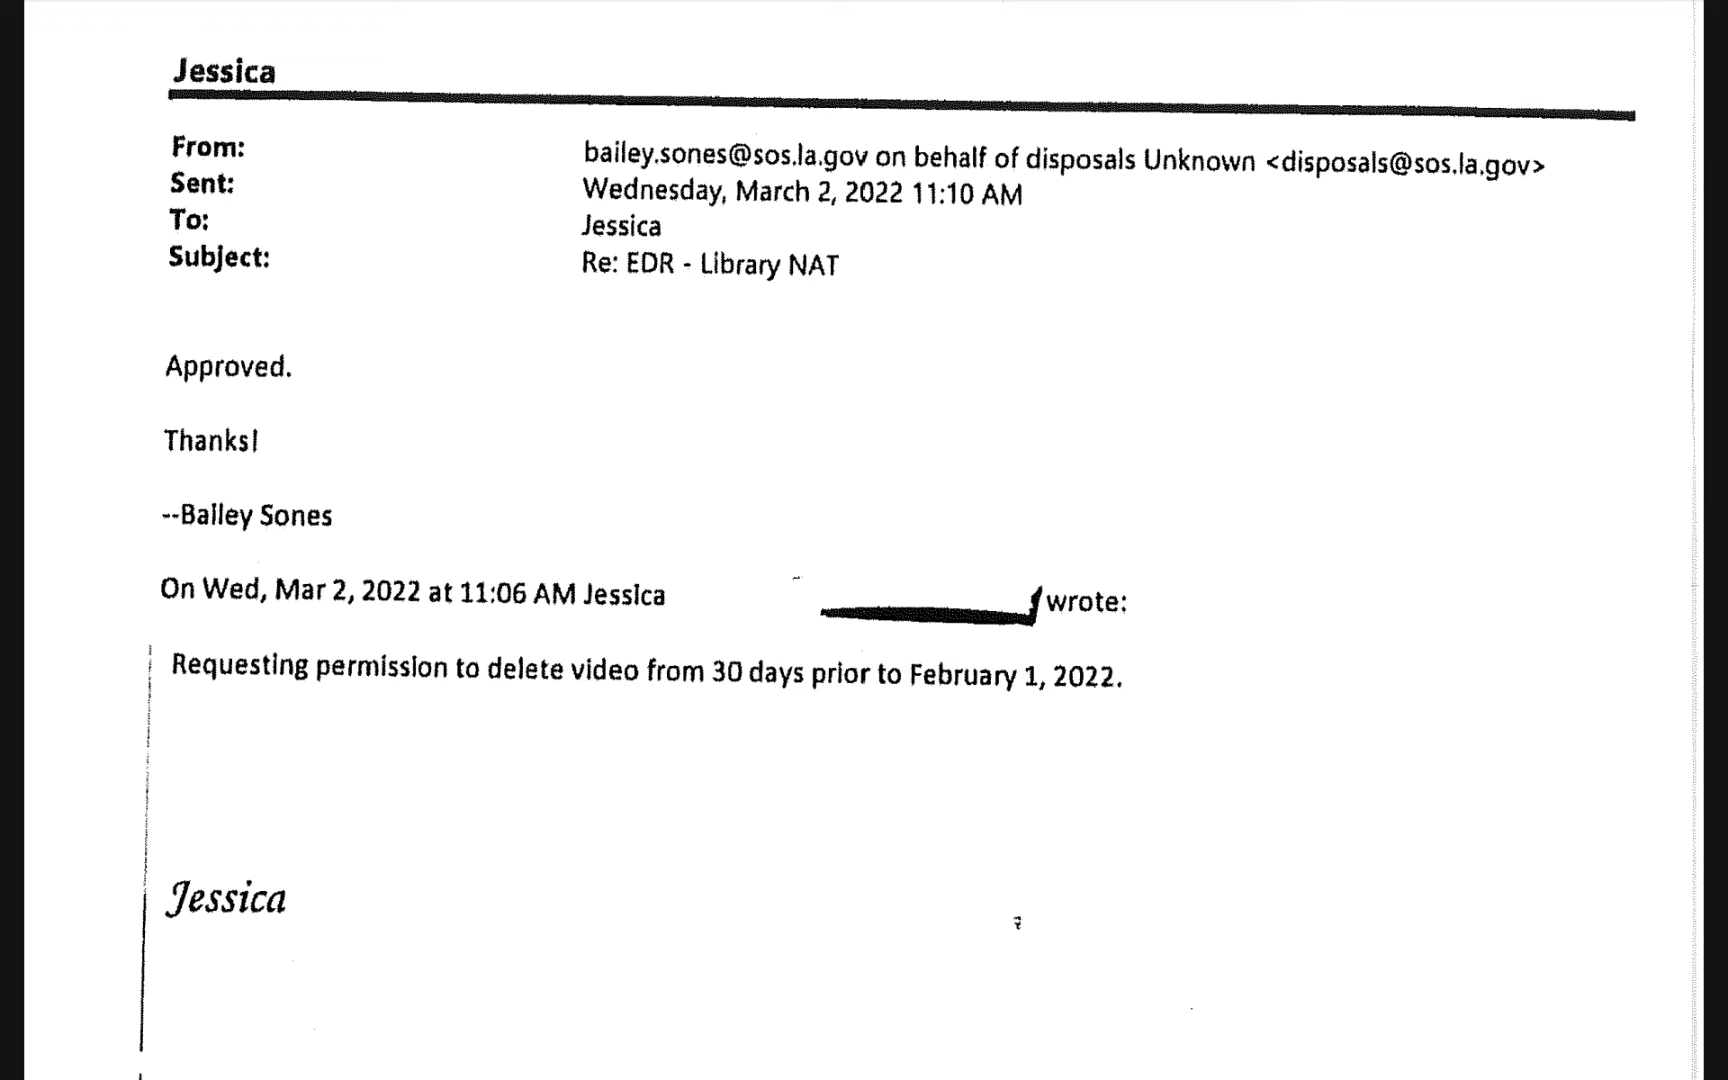 Jessica
From: bailey.sones@sos.la.gov on behalf of disposals Unknown <disposals@sos.la.gov>
Sent: Wednesday, March 2, 2022 11:10 AM
To: Jessica
Subject: Re: EDR - Library NAT
Approved.
Thanks!
--Bailey Sones
On Wed, Mar 2, 2022 at 11:06 AM Jessica wrote:
Requesting permission to delete video from 30 days prior to February 1, 2022.
Jessica